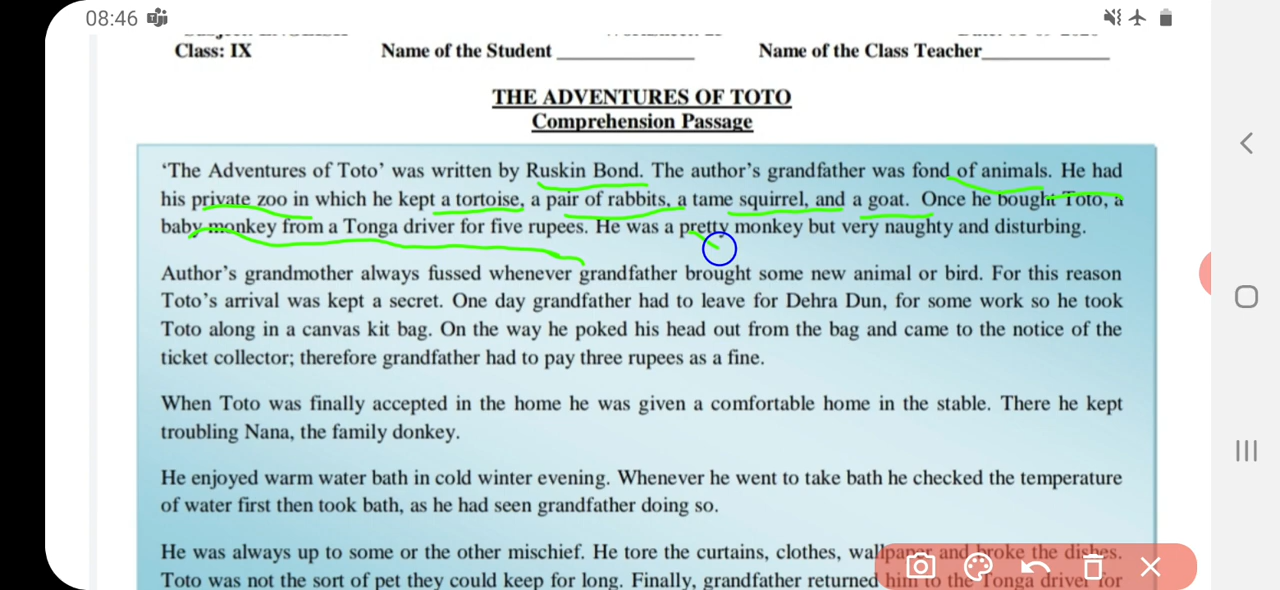 08:46
Class: IX Name of the Student ______________ Name of the Class Teacher_____________
THE ADVENTURES OF TOTO
Comprehension Passage
‘The Adventures of Toto’ was written by Ruskin Bond. The author’s grandfather was fond of animals. He had
his private zoo in which he kept a tortoise, a pair of rabbits, a tame squirrel, and a goat. Once he bought Toto, a
baby monkey from a Tonga driver for five rupees. He was a pretty monkey but very naughty and disturbing.
Author’s grandmother always fussed whenever grandfather brought some new animal or bird. For this reason
Toto’s arrival was kept a secret. One day grandfather had to leave for Dehra Dun, for some work so he took
Toto along in a canvas kit bag. On the way he poked his head out from the bag and came to the notice of the
ticket collector; therefore grandfather had to pay three rupees as a fine.
When Toto was finally accepted in the home he was given a comfortable home in the stable. There he kept
troubling Nana, the family donkey.
He enjoyed warm water bath in cold winter evening. Whenever he went to take bath he checked the temperature
of water first then took bath, as he had seen grandfather doing so.
He was always up to some or the other mischief. He tore the curtains, clothes, wallpaper and broke the dishes.
Toto was not the sort of pet they could keep for long. Finally, grandfather returned him to the Tonga driver for